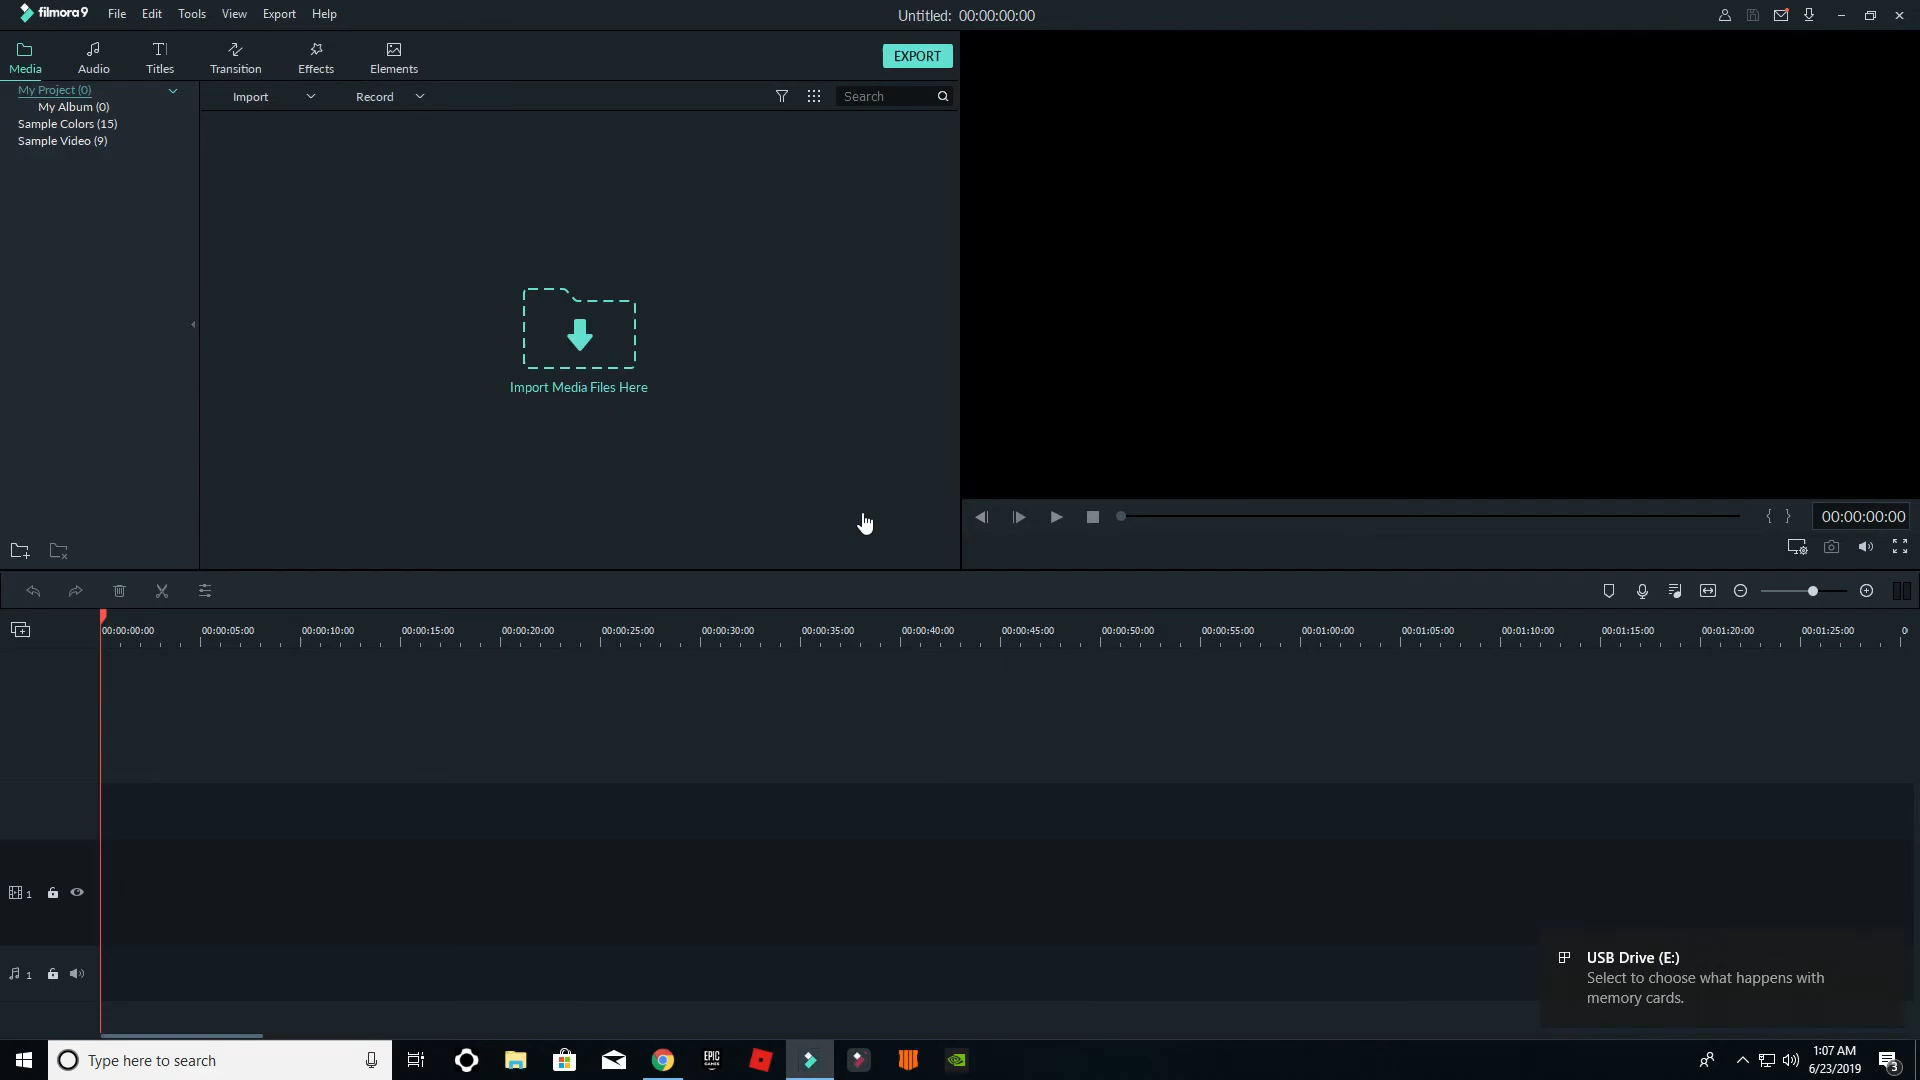 filmora9 File Edit Tools View Export Help Untitled: 00:00:00:00
Media Audio Titles Transition Effects Elements EXPORT
My Project (0)
My Album (0)
Sample Colors (15)
Sample Video (9)
Import Record Search
Import Media Files Here
{ } 00:00:00:00
00:00:00:00 00:00:05:00 00:00:10:00 00:00:15:00 00:00:20:00 00:00:25:00 00:00:30:00 00:00:35:00 00:00:40:00 00:00:45:00 00:00:50:00 00:00:55:00 00:01:00:00 00:01:05:00 00:01:10:00 00:01:15:00 00:01:20:00 00:01:25:00 0
1
1
USB Drive (E:)
Select to choose what happens with
memory cards.
Type here to search
EPIC
GAMES
1:07 AM
6/23/2019
3